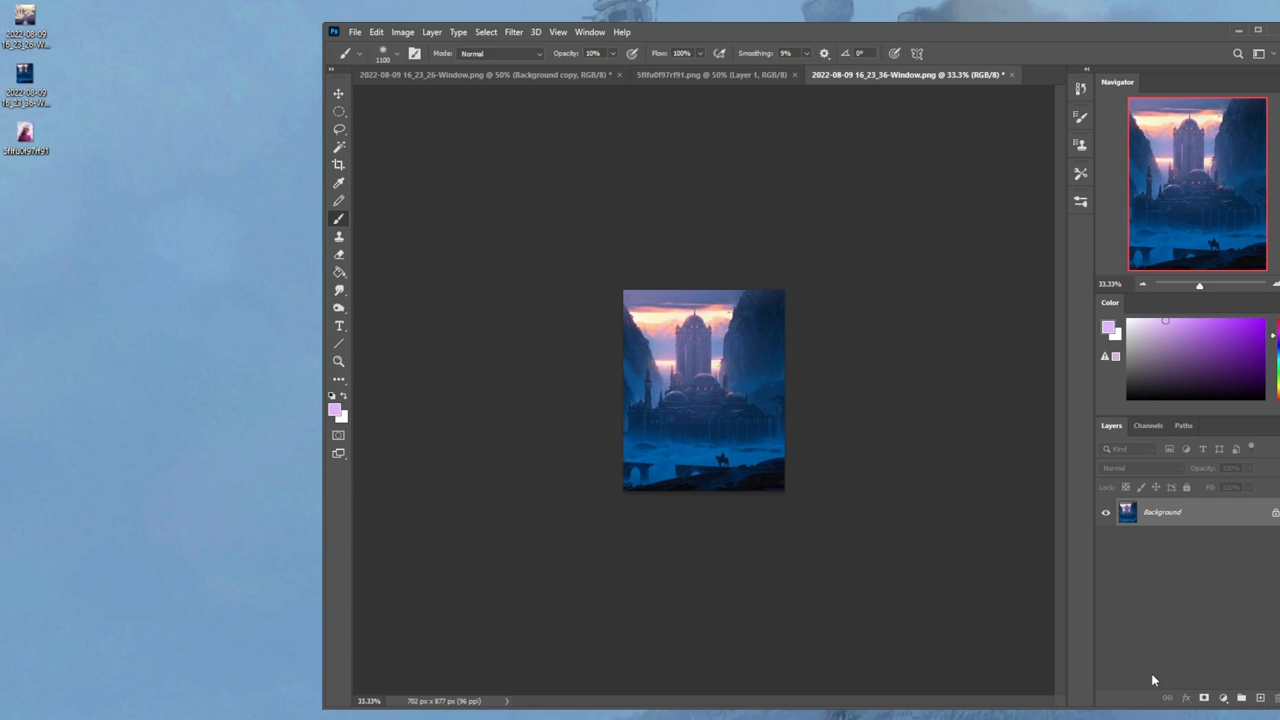 2022-08-09
16_23_26-W...
2022-08-09
16_23_36-W...
5flfu0f97rf91
Ps
File Edit Image Layer Type Select Filter 3D View Window Help
1100 Mode: Normal Opacity: 10% Flow: 100% Smoothing: 9% 0°
2022-08-09 16_23_26-Window.png @ 50% (Background copy, RGB/8) * × 5flfu0f97rf91.png @ 50% (Layer 1, RGB/8) × 2022-08-09 16_23_36-Window.png @ 33.3% (RGB/8) * ×
Navigator
33.33%
Color
Layers Channels Paths
Kind
Normal Opacity: 100%
Lock: Fill: 100%
Background
33.33% 702 px x 877 px (96 ppi)